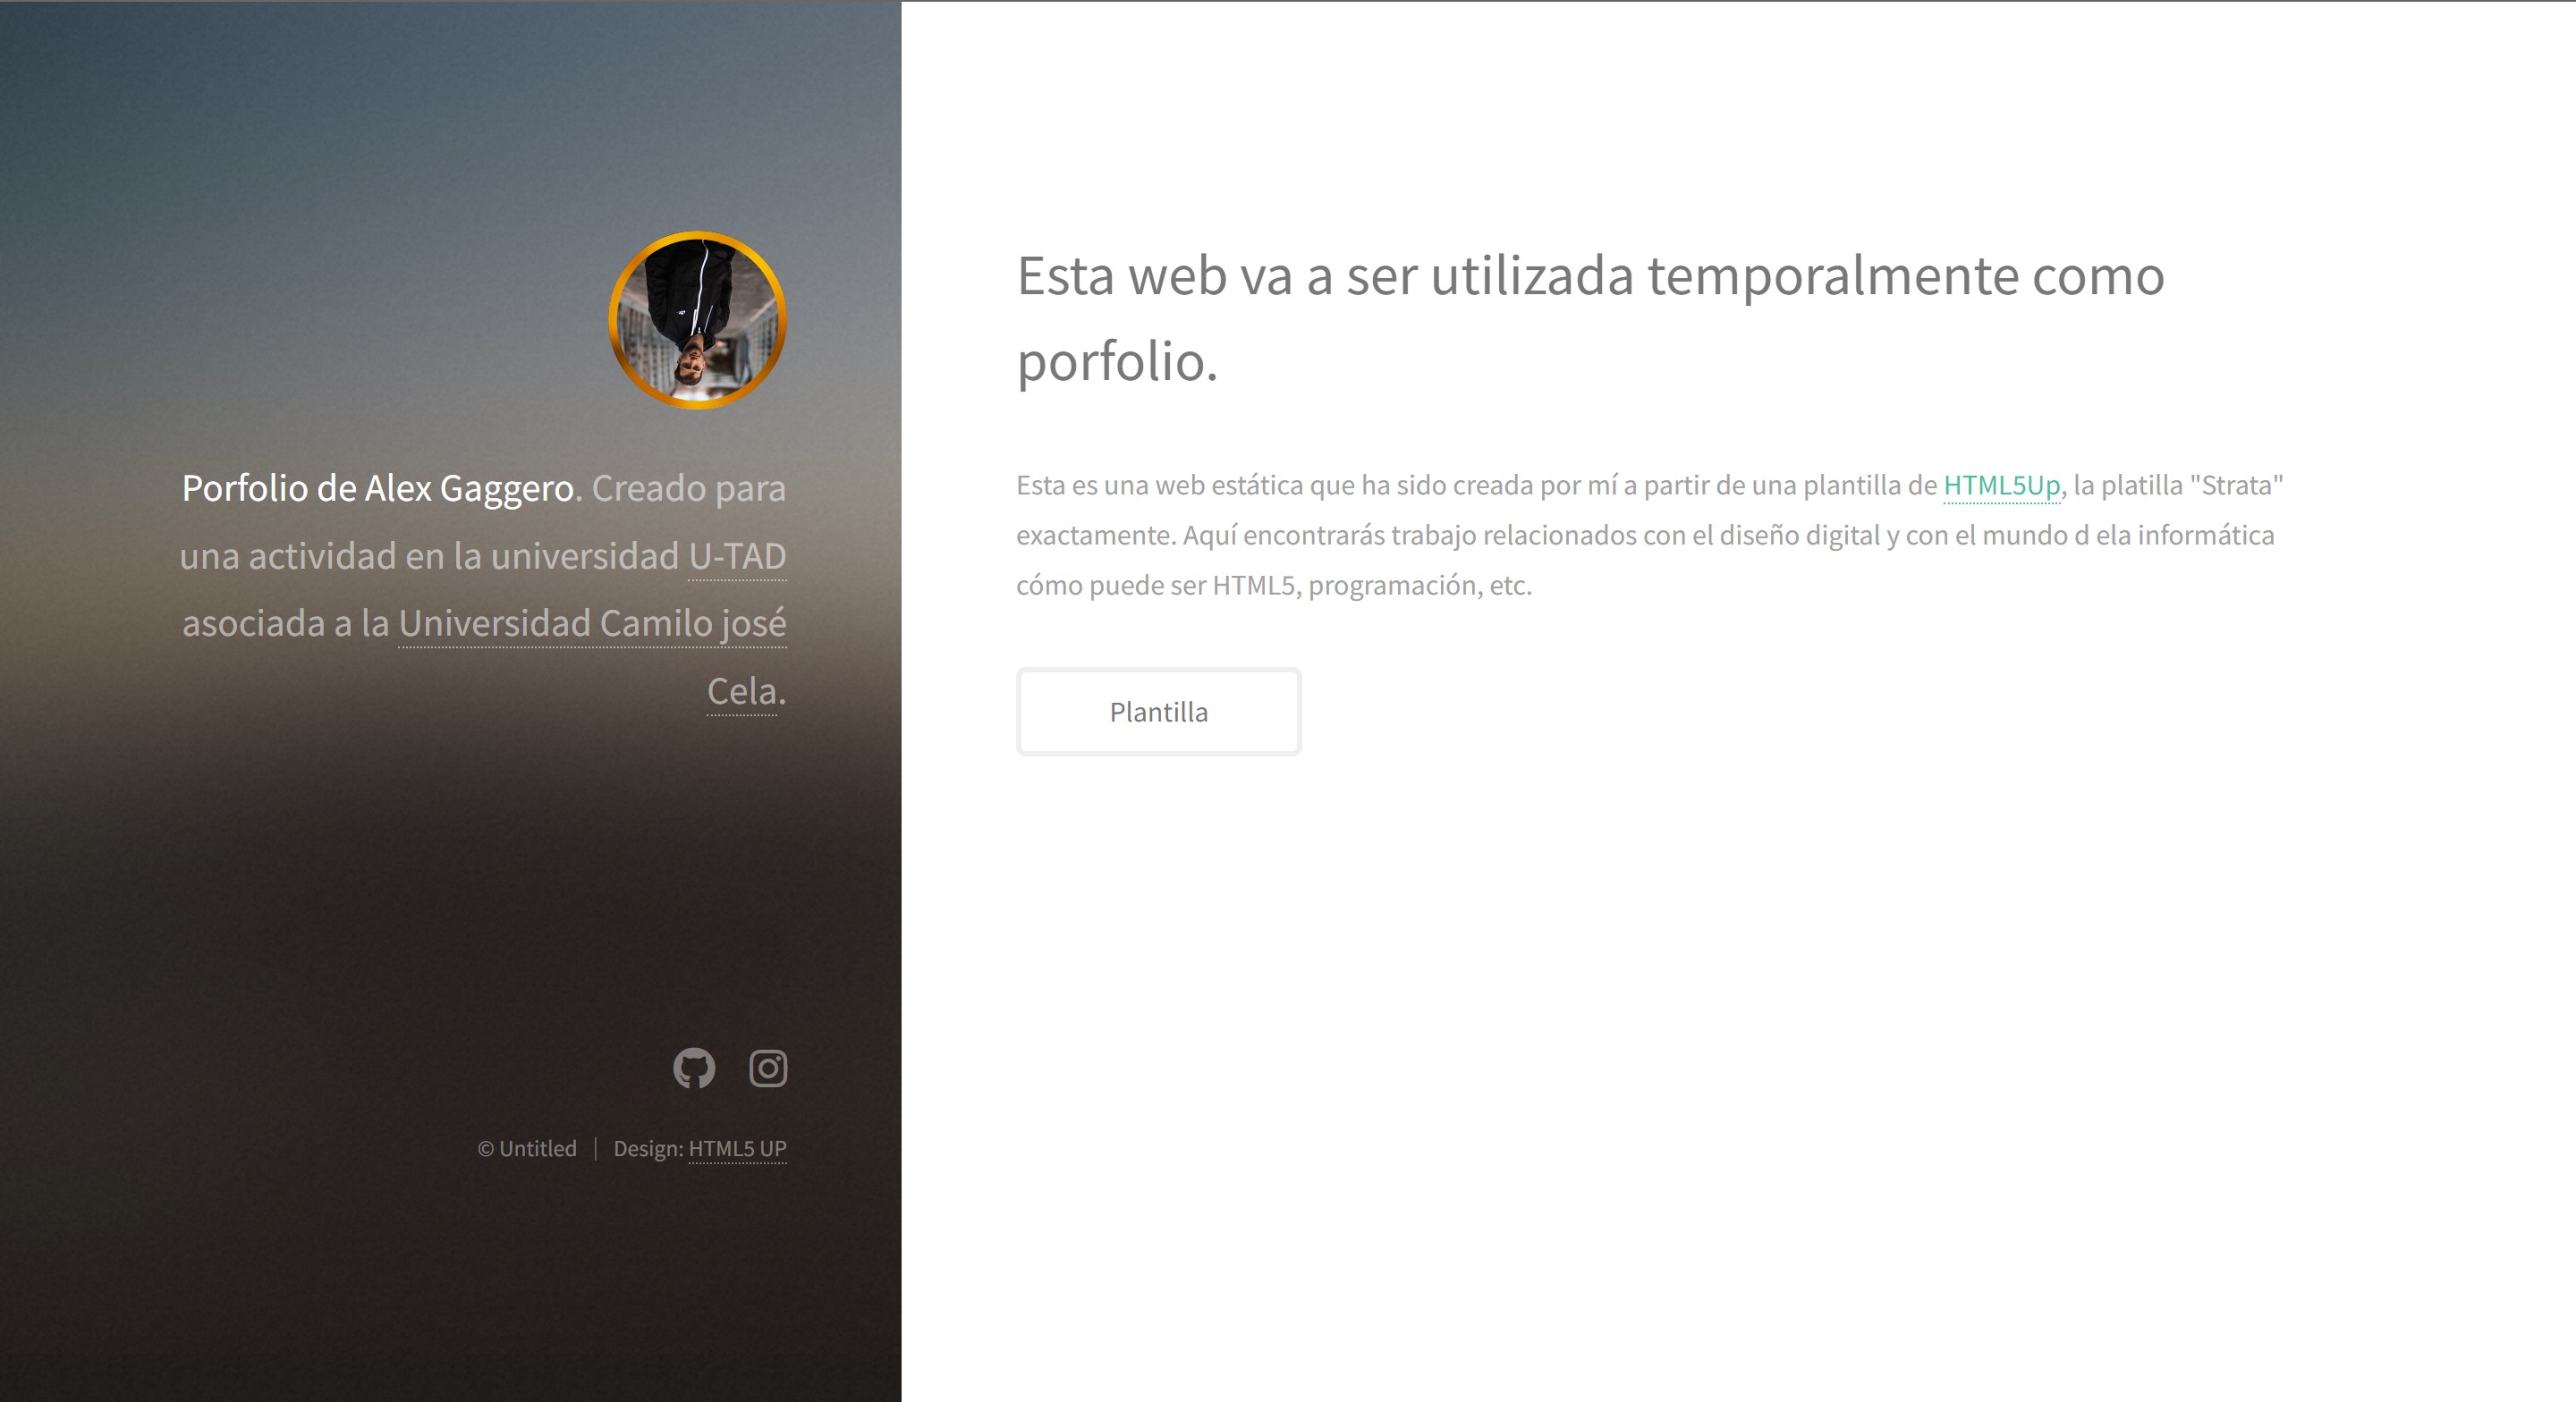 Porfolio de Alex Gaggero. Creado para
una actividad en la universidad U-TAD
asociada a la Universidad Camilo josé
Cela.
© Untitled | Design: HTML5 UP
Esta web va a ser utilizada temporalmente como
porfolio.
Esta es una web estática que ha sido creada por mí a partir de una plantilla de HTML5Up, la platilla "Strata"
exactamente. Aquí encontrarás trabajo relacionados con el diseño digital y con el mundo d ela informática
cómo puede ser HTML5, programación, etc.
Plantilla